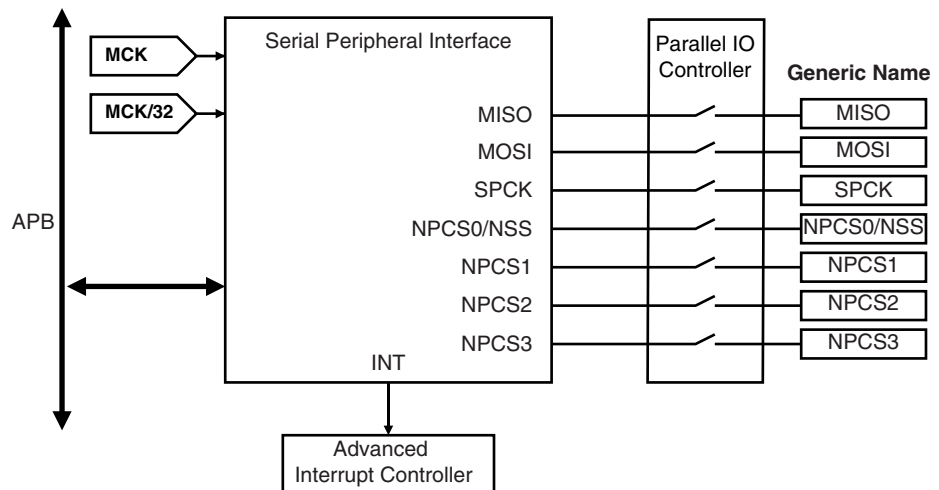 Serial Peripheral Interface
Parallel IO
Controller
Generic Name
MCK
MCK/32
APB
MISO
MOSI
SPCK
NPCS0/NSS
NPCS1
NPCS2
NPCS3
INT
MISO
MOSI
SPCK
NPCS0/NSS
NPCS1
NPCS2
NPCS3
Advanced
Interrupt Controller